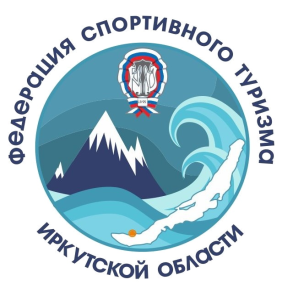 ФЕДЕРАЦИЯ СПОРТИВНОГО ТУРИЗМА
ИРКУТСКОЙ ОБЛАСТИ